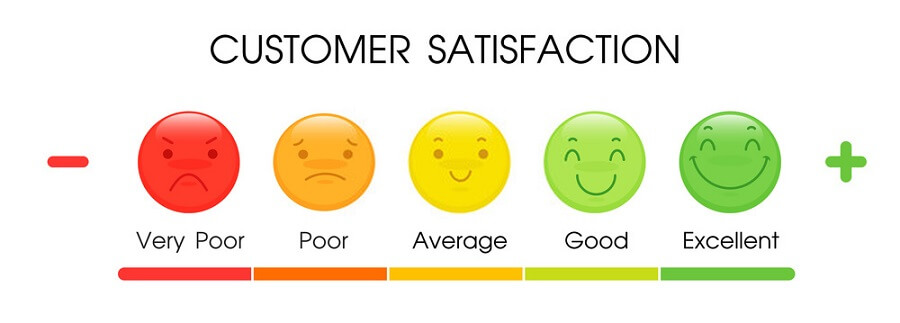 CUSTOMER SATISFACTION
Very Poor Poor Average Good Excellent